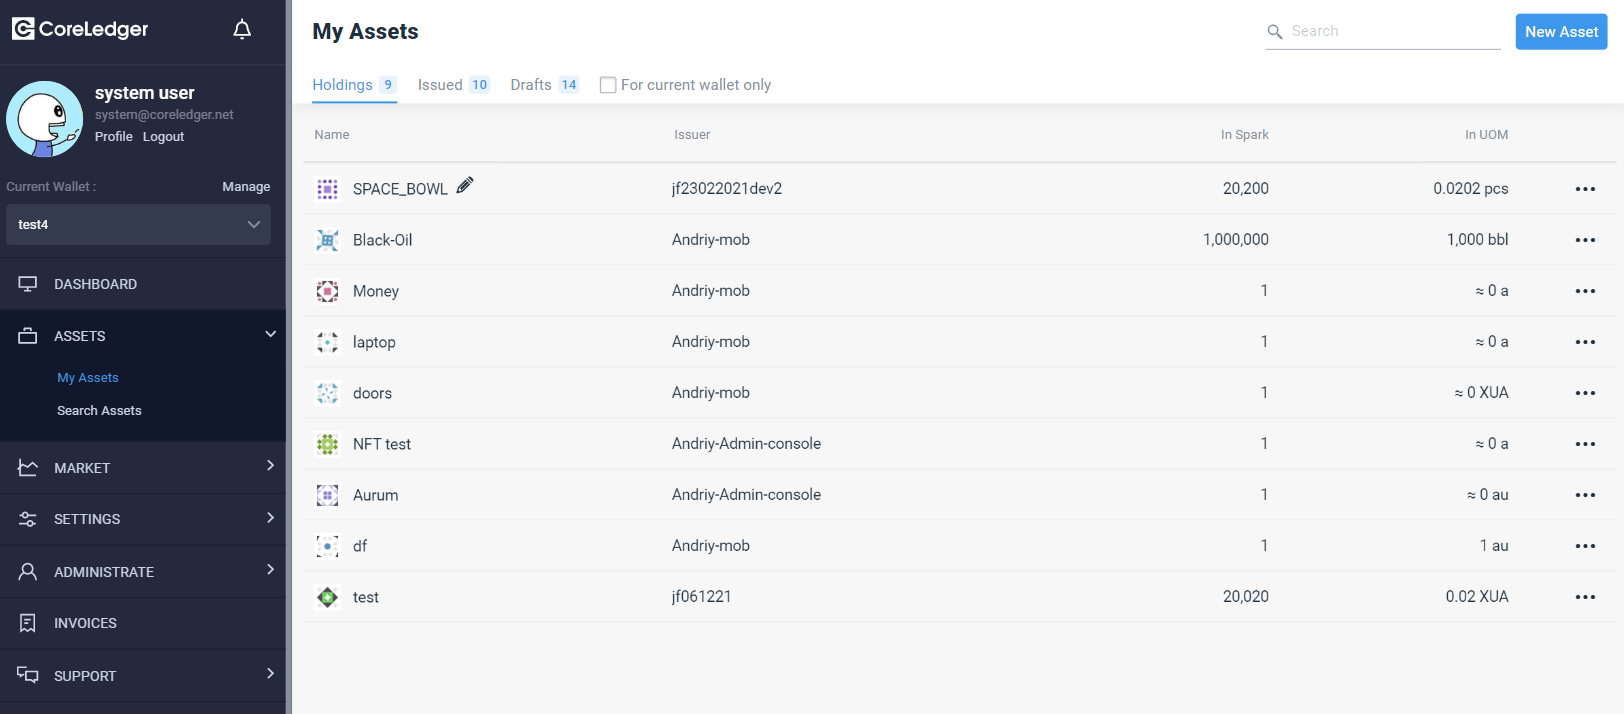 CoreLedger
system user
system@coreledger.net
Profile Logout
Current Wallet : Manage
test4
DASHBOARD
ASSETS
My Assets
Search Assets
MARKET
SETTINGS
ADMINISTRATE
INVOICES
SUPPORT
My Assets
Search
New Asset
Holdings 9 Issued 10 Drafts 14 For current wallet only
Name Issuer In Spark In UOM
SPACE_BOWL jf23022021dev2 20,200 0.0202 pcs
Black-Oil Andriy-mob 1,000,000 1,000 bbl
Money Andriy-mob 1 ≈ 0 a
laptop Andriy-mob 1 ≈ 0 a
doors Andriy-mob 1 ≈ 0 XUA
NFT test Andriy-Admin-console 1 ≈ 0 a
Aurum Andriy-Admin-console 1 ≈ 0 au
df Andriy-mob 1 1 au
test jf061221 20,020 0.02 XUA